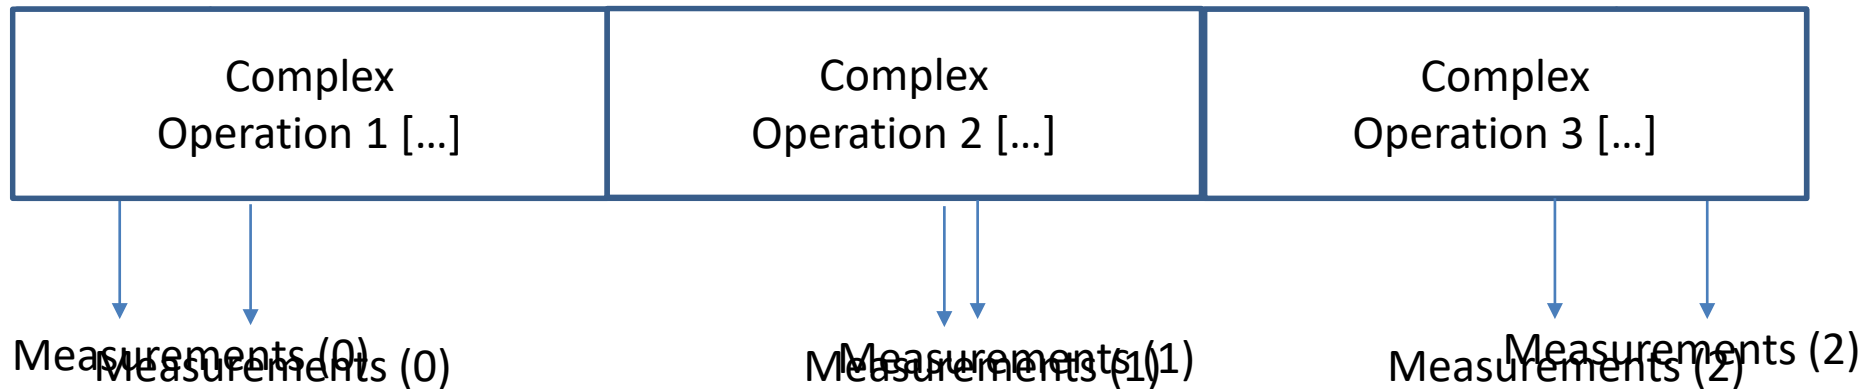 Complex
Operation 1 […]
Complex
Operation 2 […]
Complex
Operation 3 […]
Measurements (0)
Measurements (0)
Measurements (1)
Measurements (1)
Measurements (2)
Measurements (2)